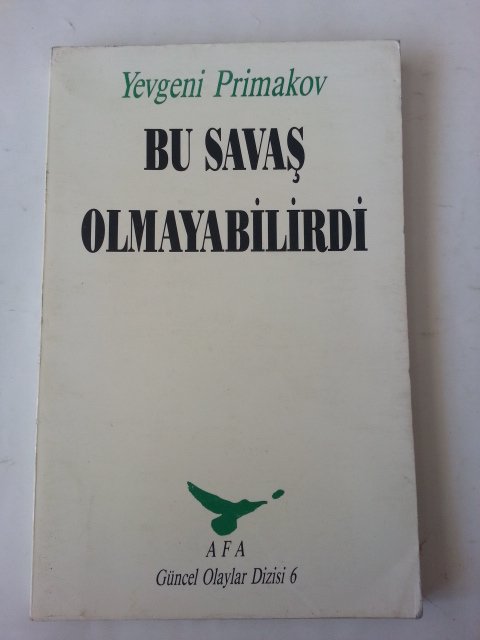 Yevgeni Primakov
BU SAVAŞ
OLMAYABİLİRDİ
AFA
Güncel Olaylar Dizisi 6